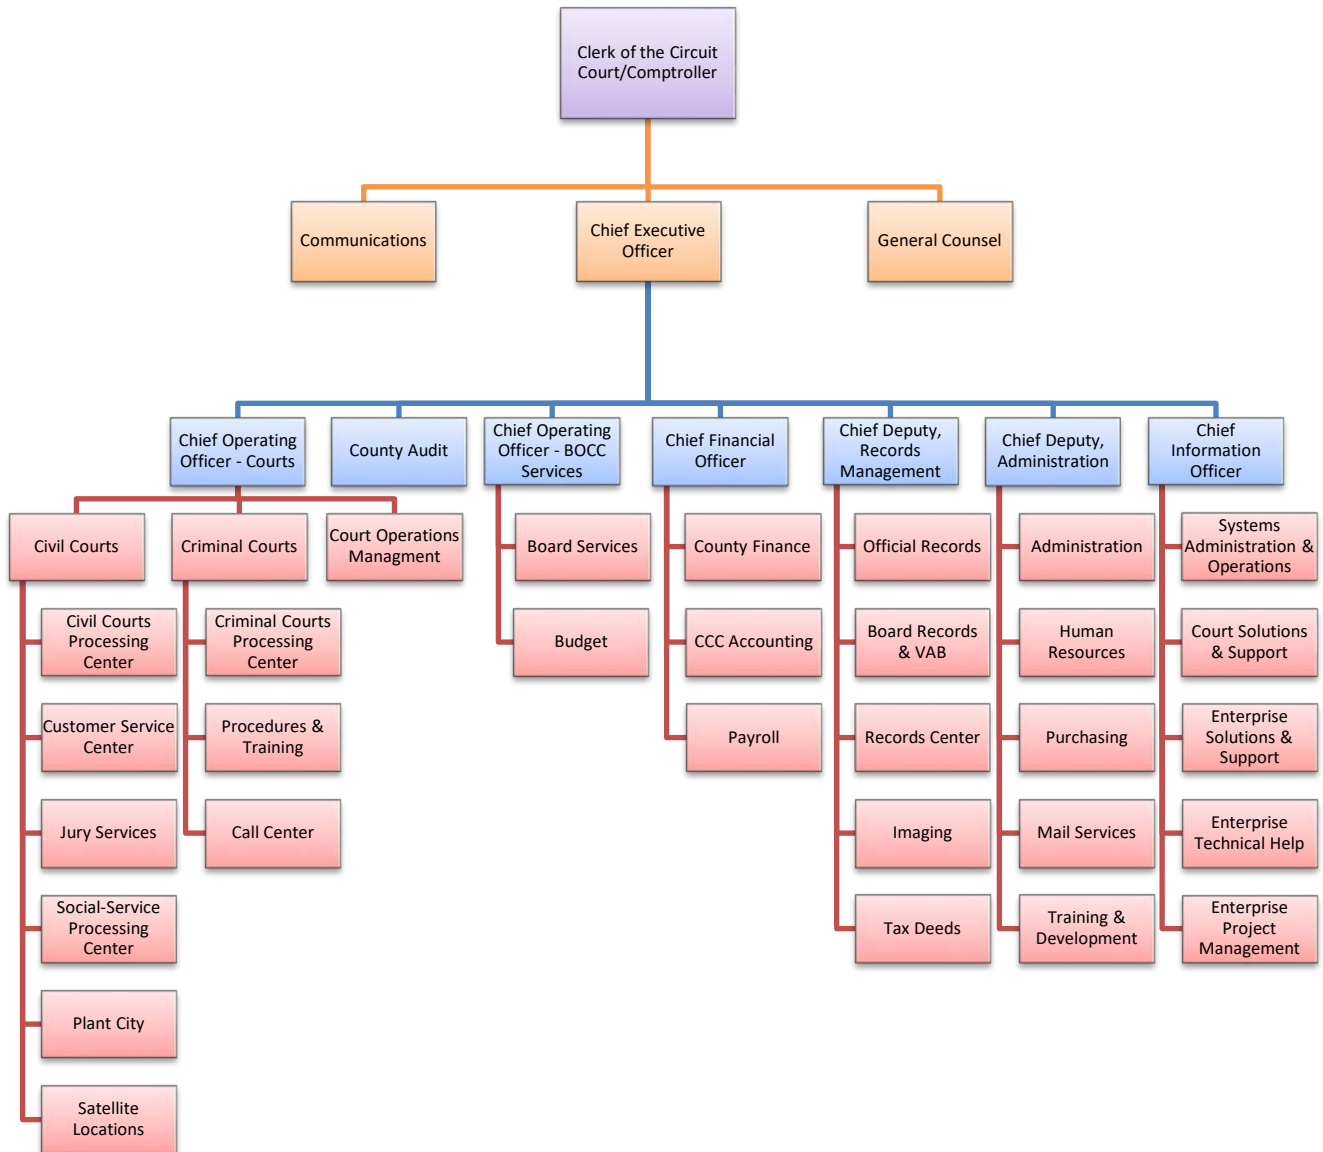 Clerk of the Circuit
Court/Comptroller
Communications
Chief Executive
Officer
General Counsel
Chief Operating
Officer - Courts
County Audit
Chief Operating
Officer - BOCC
Services
Chief Financial
Officer
Chief Deputy,
Records
Management
Chief Deputy,
Administration
Chief
Information
Officer
Civil Courts
Criminal Courts
Court Operations
Managment
Board Services
County Finance
Official Records
Administration
Systems
Administration &
Operations
Civil Courts
Processing
Center
Criminal Courts
Processing
Center
Budget
CCC Accounting
Board Records
& VAB
Human
Resources
Court Solutions
& Support
Customer Service
Center
Procedures &
Training
Payroll
Records Center
Purchasing
Enterprise
Solutions &
Support
Jury Services
Call Center
Imaging
Mail Services
Enterprise
Technical Help
Social-Service
Processing
Center
Tax Deeds
Training &
Development
Enterprise
Project
Management
Plant City
Satellite
Locations